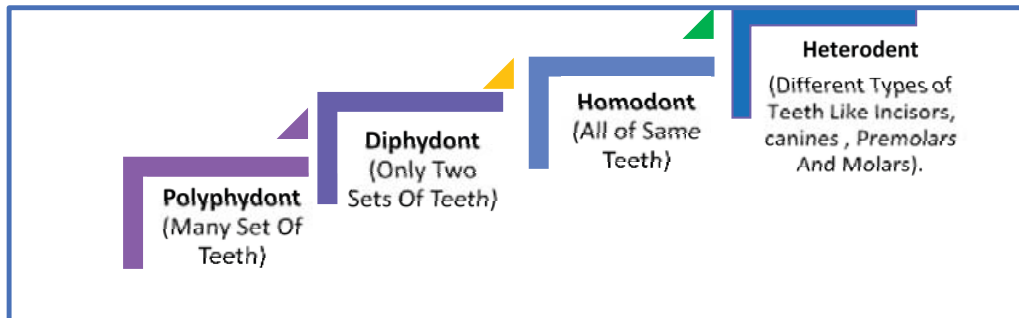 Polyphydont
(Many Set Of
Teeth)
Diphydont
(Only Two
Sets Of Teeth)
Homodont
(All of Same
Teeth)
Heterodent
(Different Types of
Teeth Like Incisors,
canines , Premolars
And Molars).